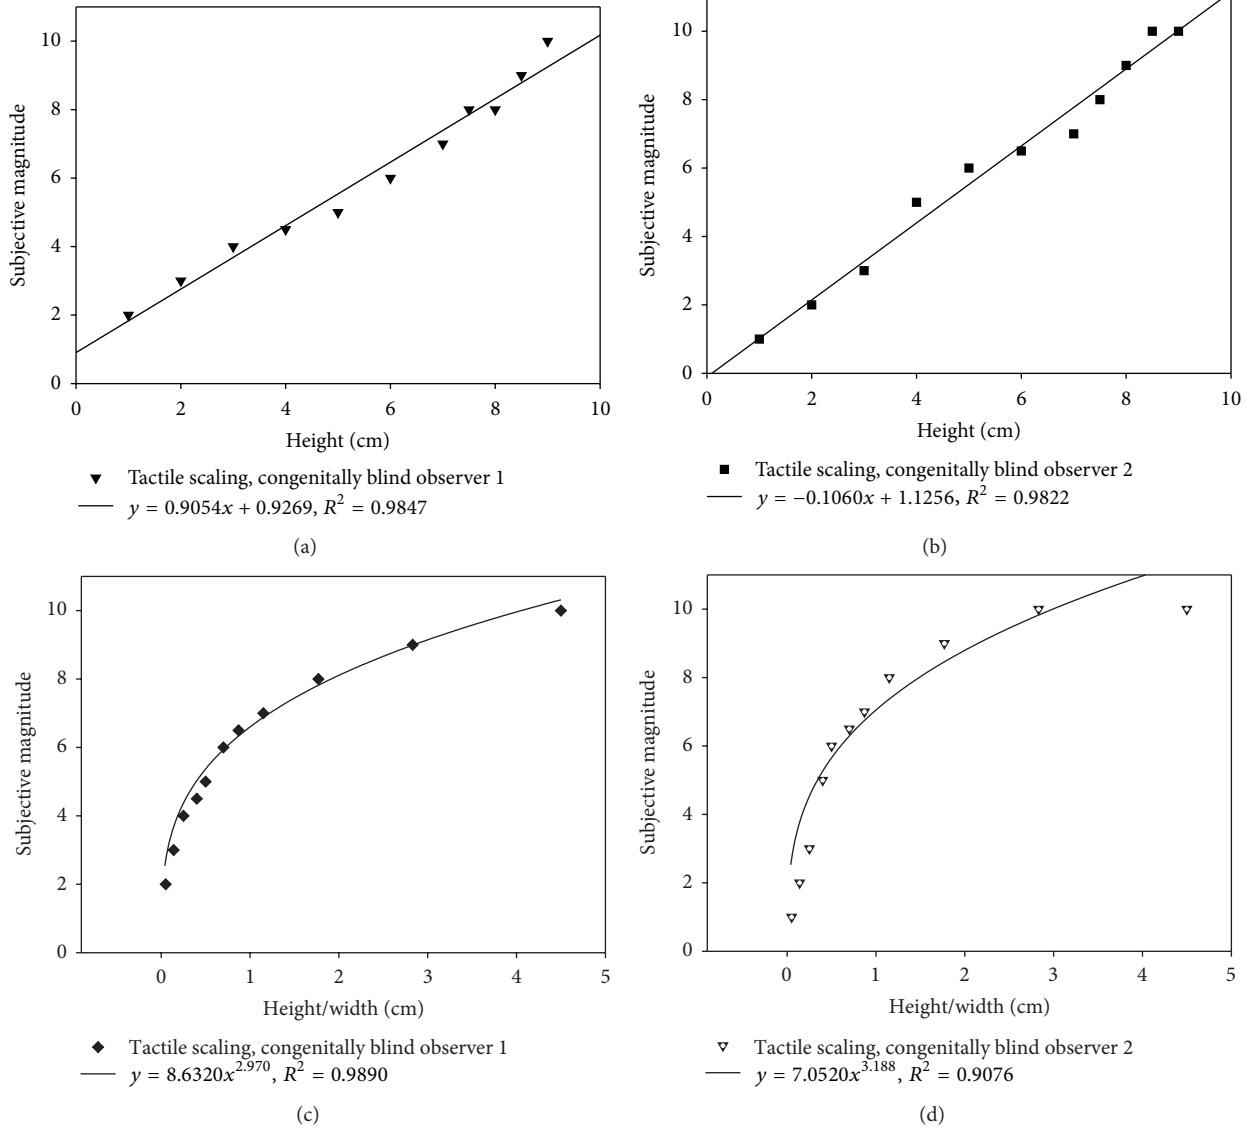 10
8
6
4
2
0
Subjective magnitude
0 2 4 6 8 10
Height (cm)
Tactile scaling, congenitally blind observer 1
y = 0.9054x + 0.9269, R² = 0.9847
(a)
10
8
6
4
2
0
Subjective magnitude
0 2 4 6 8 10
Height (cm)
Tactile scaling, congenitally blind observer 2
y = −0.1060x + 1.1256, R² = 0.9822
(b)
10
8
6
4
2
0
Subjective magnitude
0 1 2 3 4 5
Height/width (cm)
Tactile scaling, congenitally blind observer 1
y = 8.6320x^2.970, R² = 0.9890
(c)
10
8
6
4
2
0
Subjective magnitude
0 1 2 3 4 5
Height/width (cm)
Tactile scaling, congenitally blind observer 2
y = 7.0520x^3.188, R² = 0.9076
(d)